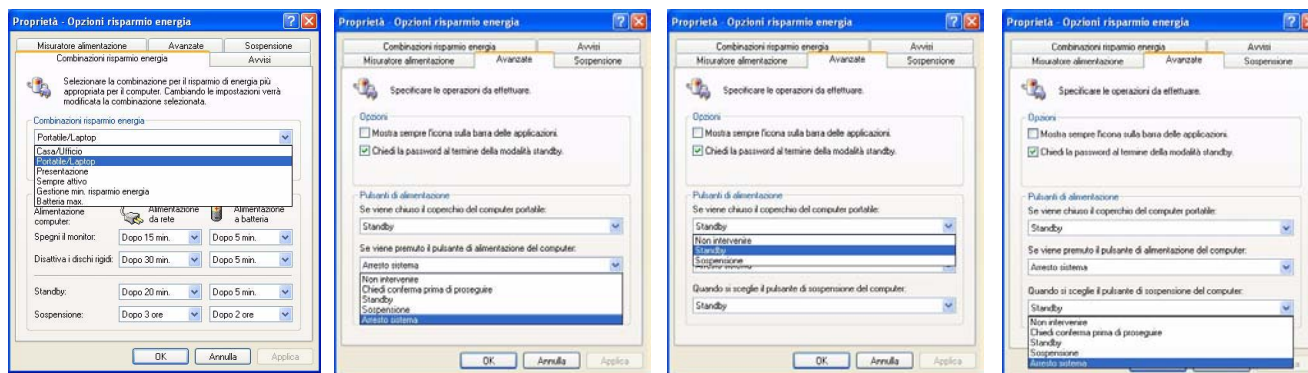 Proprietà - Opzioni risparmio energia
Misuratore alimentazione Avanzate Sospensione
Combinazioni risparmio energia Avvisi
Selezionare la combinazione per il risparmio di energia più
appropriata per il computer. Cambiando le impostazioni verrà
modificata la combinazione selezionata.
Combinazioni risparmio energia
Portatile/Laptop
Casa/Ufficio
Portatile/Laptop
Presentazione
Sempre attivo
Gestione min. risparmio energia
Batteria max.
Alimentazione computer:
Alimentazione da rete
Alimentazione a batteria
Spegni il monitor: Dopo 15 min. Dopo 5 min.
Disattiva i dischi rigidi: Dopo 30 min. Dopo 5 min.
Standby: Dopo 20 min. Dopo 5 min.
Sospensione: Dopo 3 ore Dopo 2 ore
OK Annulla Applica
Proprietà - Opzioni risparmio energia
Combinazioni risparmio energia Avvisi
Misuratore alimentazione Avanzate Sospensione
Specificare le operazioni da effettuare.
Opzioni
Mostra sempre l'icona sulla barra delle applicazioni.
Chiedi la password al termine della modalità standby.
Pulsanti di alimentazione
Se viene chiuso il coperchio del computer portatile:
Standby
Se viene premuto il pulsante di alimentazione del computer:
Arresto sistema
Non intervenire
Chiedi conferma prima di proseguire
Standby
Sospensione
Arresto sistema
OK Annulla Applica
Proprietà - Opzioni risparmio energia
Combinazioni risparmio energia Avvisi
Misuratore alimentazione Avanzate Sospensione
Specificare le operazioni da effettuare.
Opzioni
Mostra sempre l'icona sulla barra delle applicazioni.
Chiedi la password al termine della modalità standby.
Pulsanti di alimentazione
Se viene chiuso il coperchio del computer portatile:
Standby
Non intervenire
Standby
Sospensione
Quando si sceglie il pulsante di sospensione del computer:
Standby
OK Annulla Applica
Proprietà - Opzioni risparmio energia
Combinazioni risparmio energia Avvisi
Misuratore alimentazione Avanzate Sospensione
Specificare le operazioni da effettuare.
Opzioni
Mostra sempre l'icona sulla barra delle applicazioni.
Chiedi la password al termine della modalità standby.
Pulsanti di alimentazione
Se viene chiuso il coperchio del computer portatile:
Standby
Se viene premuto il pulsante di alimentazione del computer:
Arresto sistema
Quando si sceglie il pulsante di sospensione del computer:
Standby
Non intervenire
Chiedi conferma prima di proseguire
Standby
Sospensione
Arresto sistema